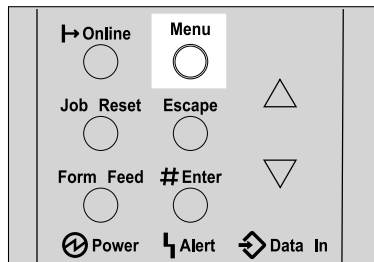 Online Menu
Job Reset Escape
Form Feed #Enter
Power Alert Data In